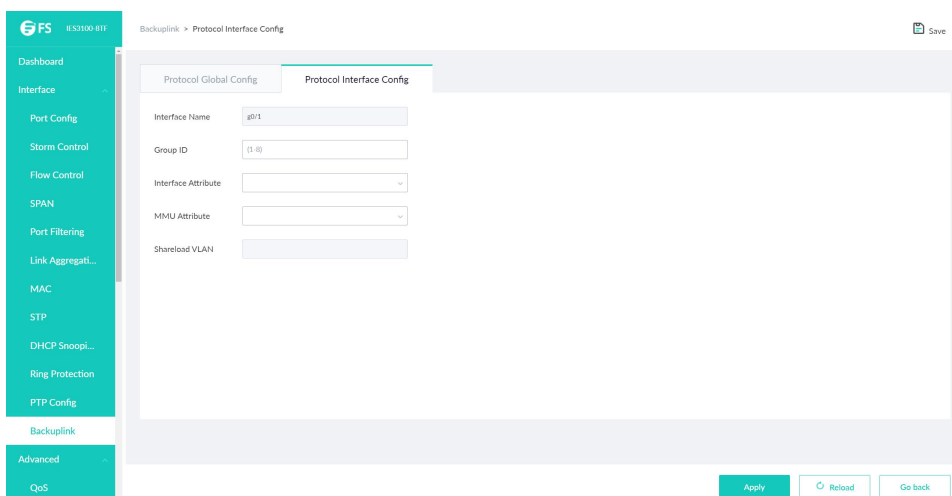 FS IES3100-8TF
Backuplink > Protocol Interface Config
Save
Dashboard
Interface
Port Config
Storm Control
Flow Control
SPAN
Port Filtering
Link Aggregati...
MAC
STP
DHCP Snoopi...
Ring Protection
PTP Config
Backuplink
Advanced
QoS
Protocol Global Config
Protocol Interface Config
Interface Name g0/1
Group ID (1-8)
Interface Attribute
MMU Attribute
Shareload VLAN
Apply
Reload
Go back